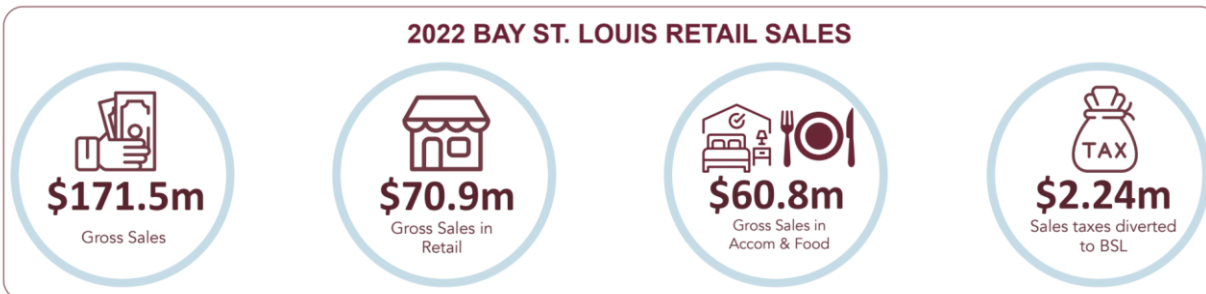 2022 BAY ST. LOUIS RETAIL SALES
$171.5m
Gross Sales
$70.9m
Gross Sales in
Retail
$60.8m
Gross Sales in
Accom & Food
TAX
$2.24m
Sales taxes diverted
to BSL